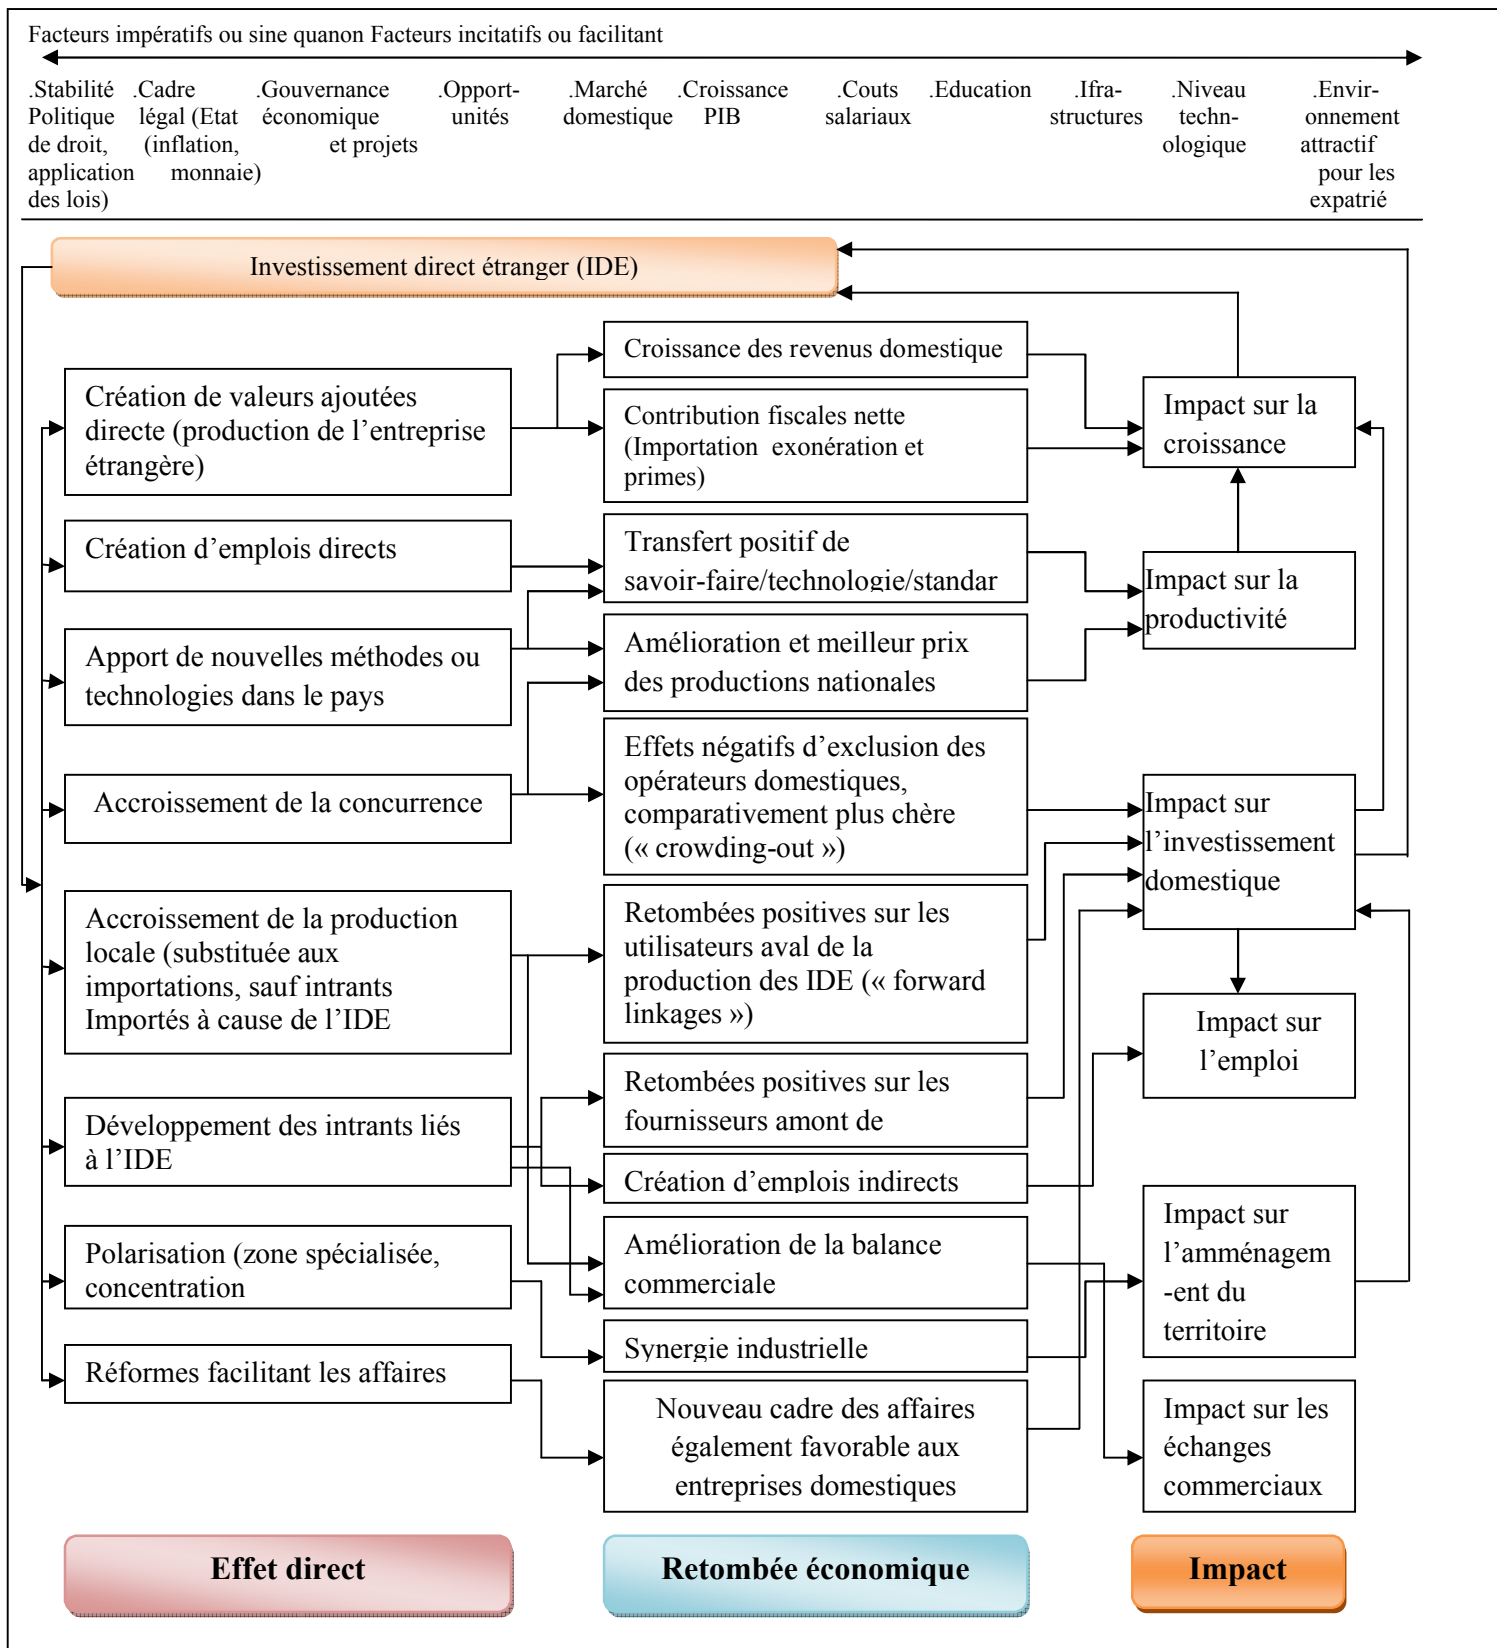 Facteurs impératifs ou sine quanon Facteurs incitatifs ou facilitant
.Stabilité .Cadre .Gouvernance .Opport- .Marché .Croissance .Couts .Education .Ifra- .Niveau .Envir-
Politique légal (Etat économique unités domestique PIB salariaux structures techn- onnement
de droit, (inflation, et projets ologique attractif
application monnaie) pour les
des lois) expatrié
Investissement direct étranger (IDE)
Création de valeurs ajoutées
directe (production de l’entreprise
étrangère)
Création d’emplois directs
Apport de nouvelles méthodes ou
technologies dans le pays
Accroissement de la concurrence
Accroissement de la production
locale (substituée aux
importations, sauf intrants
Importés à cause de l’IDE
Développement des intrants liés
à l’IDE
Polarisation (zone spécialisée,
concentration
Réformes facilitant les affaires
Croissance des revenus domestique
Contribution fiscales nette
(Importation exonération et
primes)
Transfert positif de
savoir-faire/technologie/standar
Amélioration et meilleur prix
des productions nationales
Effets négatifs d’exclusion des
opérateurs domestiques,
comparativement plus chère
(« crowding-out »)
Retombées positives sur les
utilisateurs aval de la
production des IDE (« forward
linkages »)
Retombées positives sur les
fournisseurs amont de
Création d’emplois indirects
Amélioration de la balance
commerciale
Synergie industrielle
Nouveau cadre des affaires
également favorable aux
entreprises domestiques
Impact sur la
croissance
Impact sur la
productivité
Impact sur
l’investissement
domestique
Impact sur
l’emploi
Impact sur
l’amménagem
-ent du
territoire
Impact sur les
échanges
commerciaux
Effet direct
Retombée économique
Impact